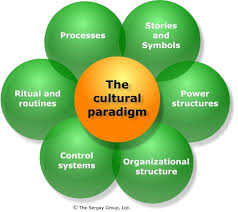 Processes
Stories
and
Symbols
Ritual and
routines
The
cultural
paradigm
Power
structures
Control
systems
Organizational
structure
© The Sergay Group, Ltd.